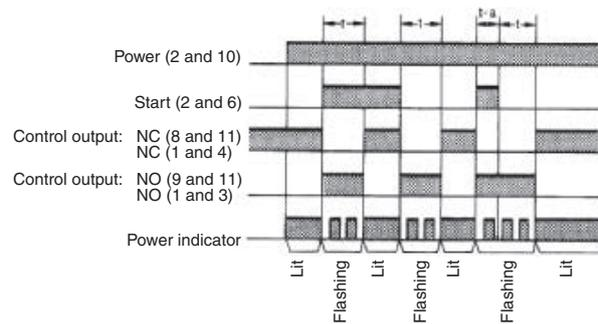 t t t-a t
Power (2 and 10)
Start (2 and 6)
Control output: NC (8 and 11)
NC (1 and 4)
Control output: NO (9 and 11)
NO (1 and 3)
Power indicator
Lit Flashing Lit Flashing Lit Flashing Lit